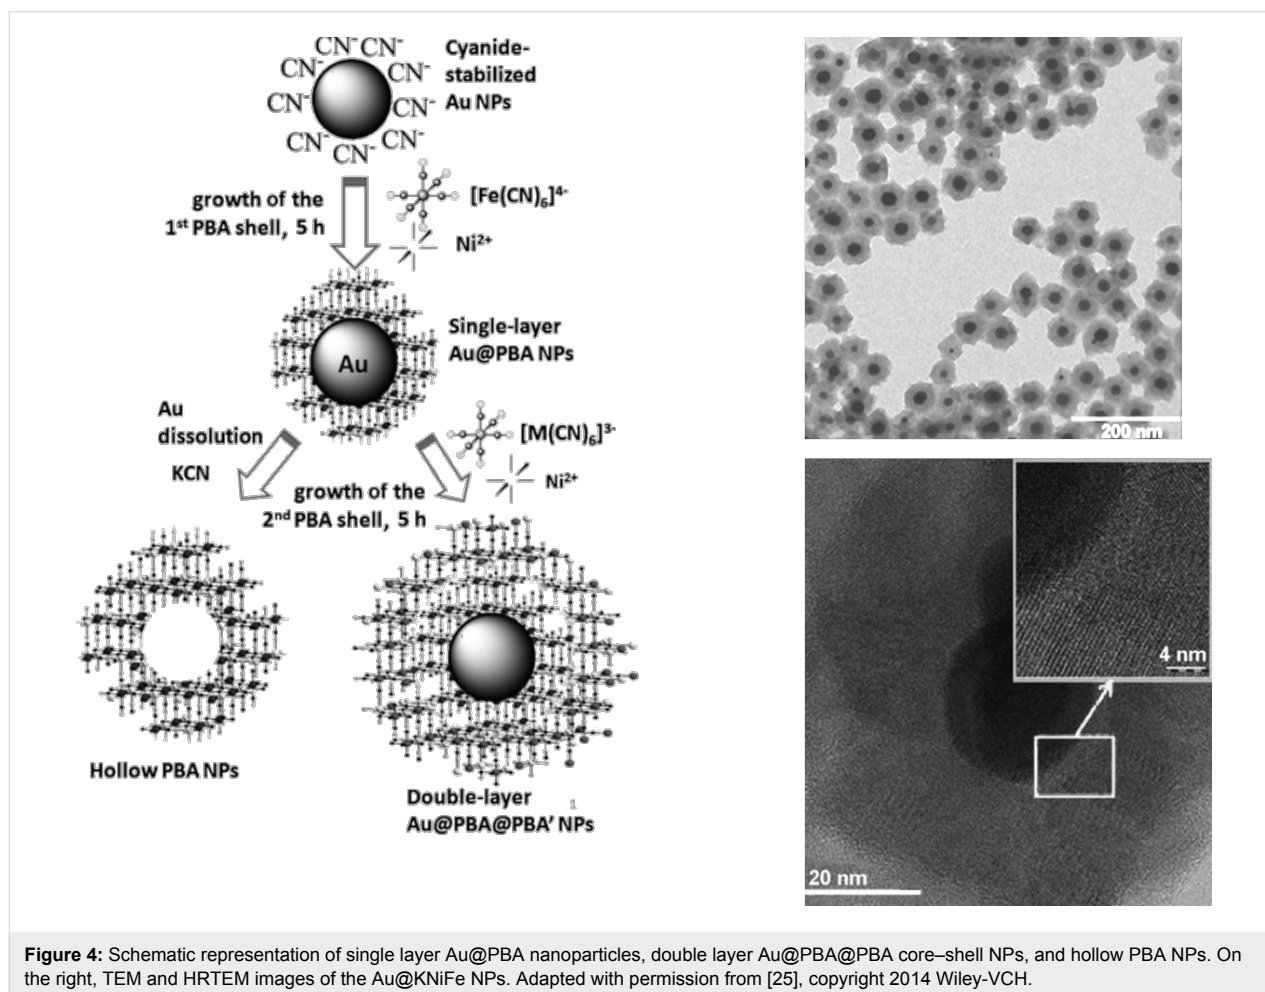 CN⁻ CN⁻ CN⁻
CN⁻ CN⁻
CN⁻ CN⁻
CN⁻ CN⁻ CN⁻
Cyanide-
stabilized
Au NPs
growth of the
1st PBA shell, 5 h
[Fe(CN)₆]⁴⁻
Ni²⁺
Au
Single-layer
Au@PBA NPs
Au
dissolution
KCN
[M(CN)₆]³⁻
Ni²⁺
growth of the
2nd PBA shell, 5 h
Hollow PBA NPs
Double-layer
1
Au@PBA@PBA' NPs
200 nm
4 nm
20 nm
Figure 4: Schematic representation of single layer Au@PBA nanoparticles, double layer Au@PBA@PBA core–shell NPs, and hollow PBA NPs. On
the right, TEM and HRTEM images of the Au@KNiFe NPs. Adapted with permission from [25], copyright 2014 Wiley-VCH.